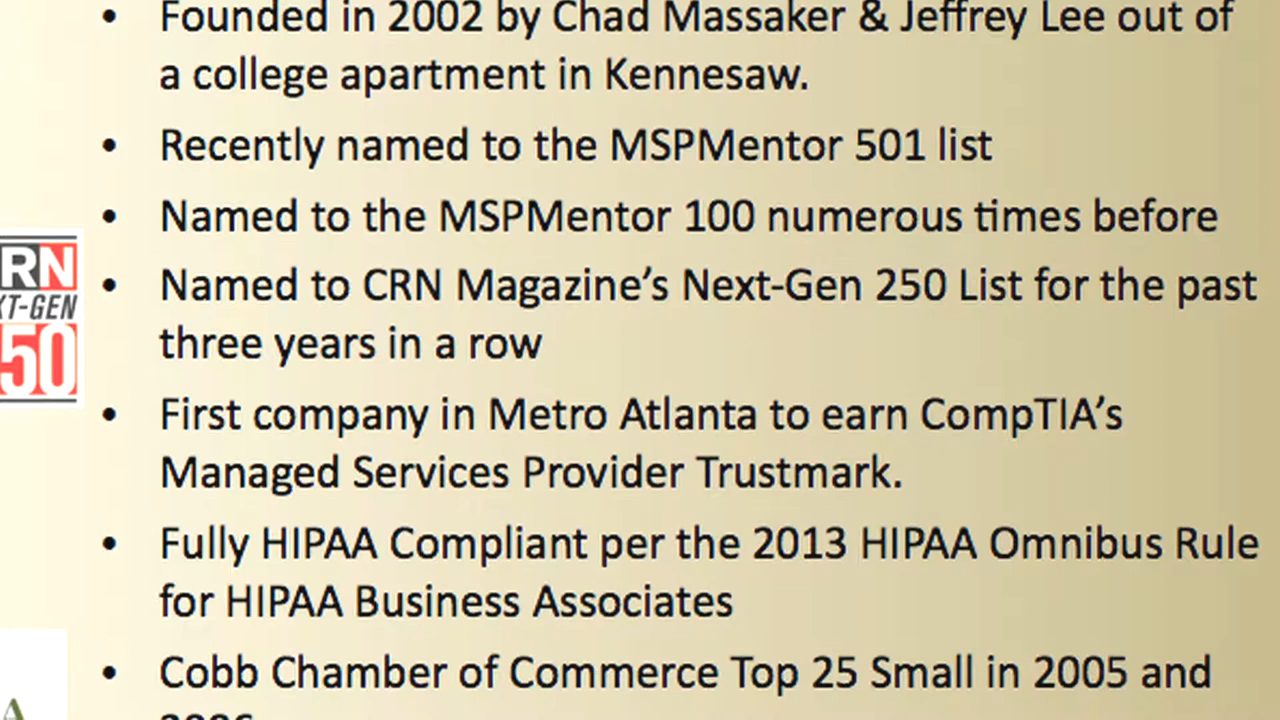 • Founded in 2002 by Chad Massaker & Jeffrey Lee out of
a college apartment in Kennesaw.
• Recently named to the MSPMentor 501 list
• Named to the MSPMentor 100 numerous times before
RN
XT-GEN
50
• Named to CRN Magazine’s Next-Gen 250 List for the past
three years in a row
• First company in Metro Atlanta to earn CompTIA’s
Managed Services Provider Trustmark.
• Fully HIPAA Compliant per the 2013 HIPAA Omnibus Rule
for HIPAA Business Associates
• Cobb Chamber of Commerce Top 25 Small in 2005 and
A